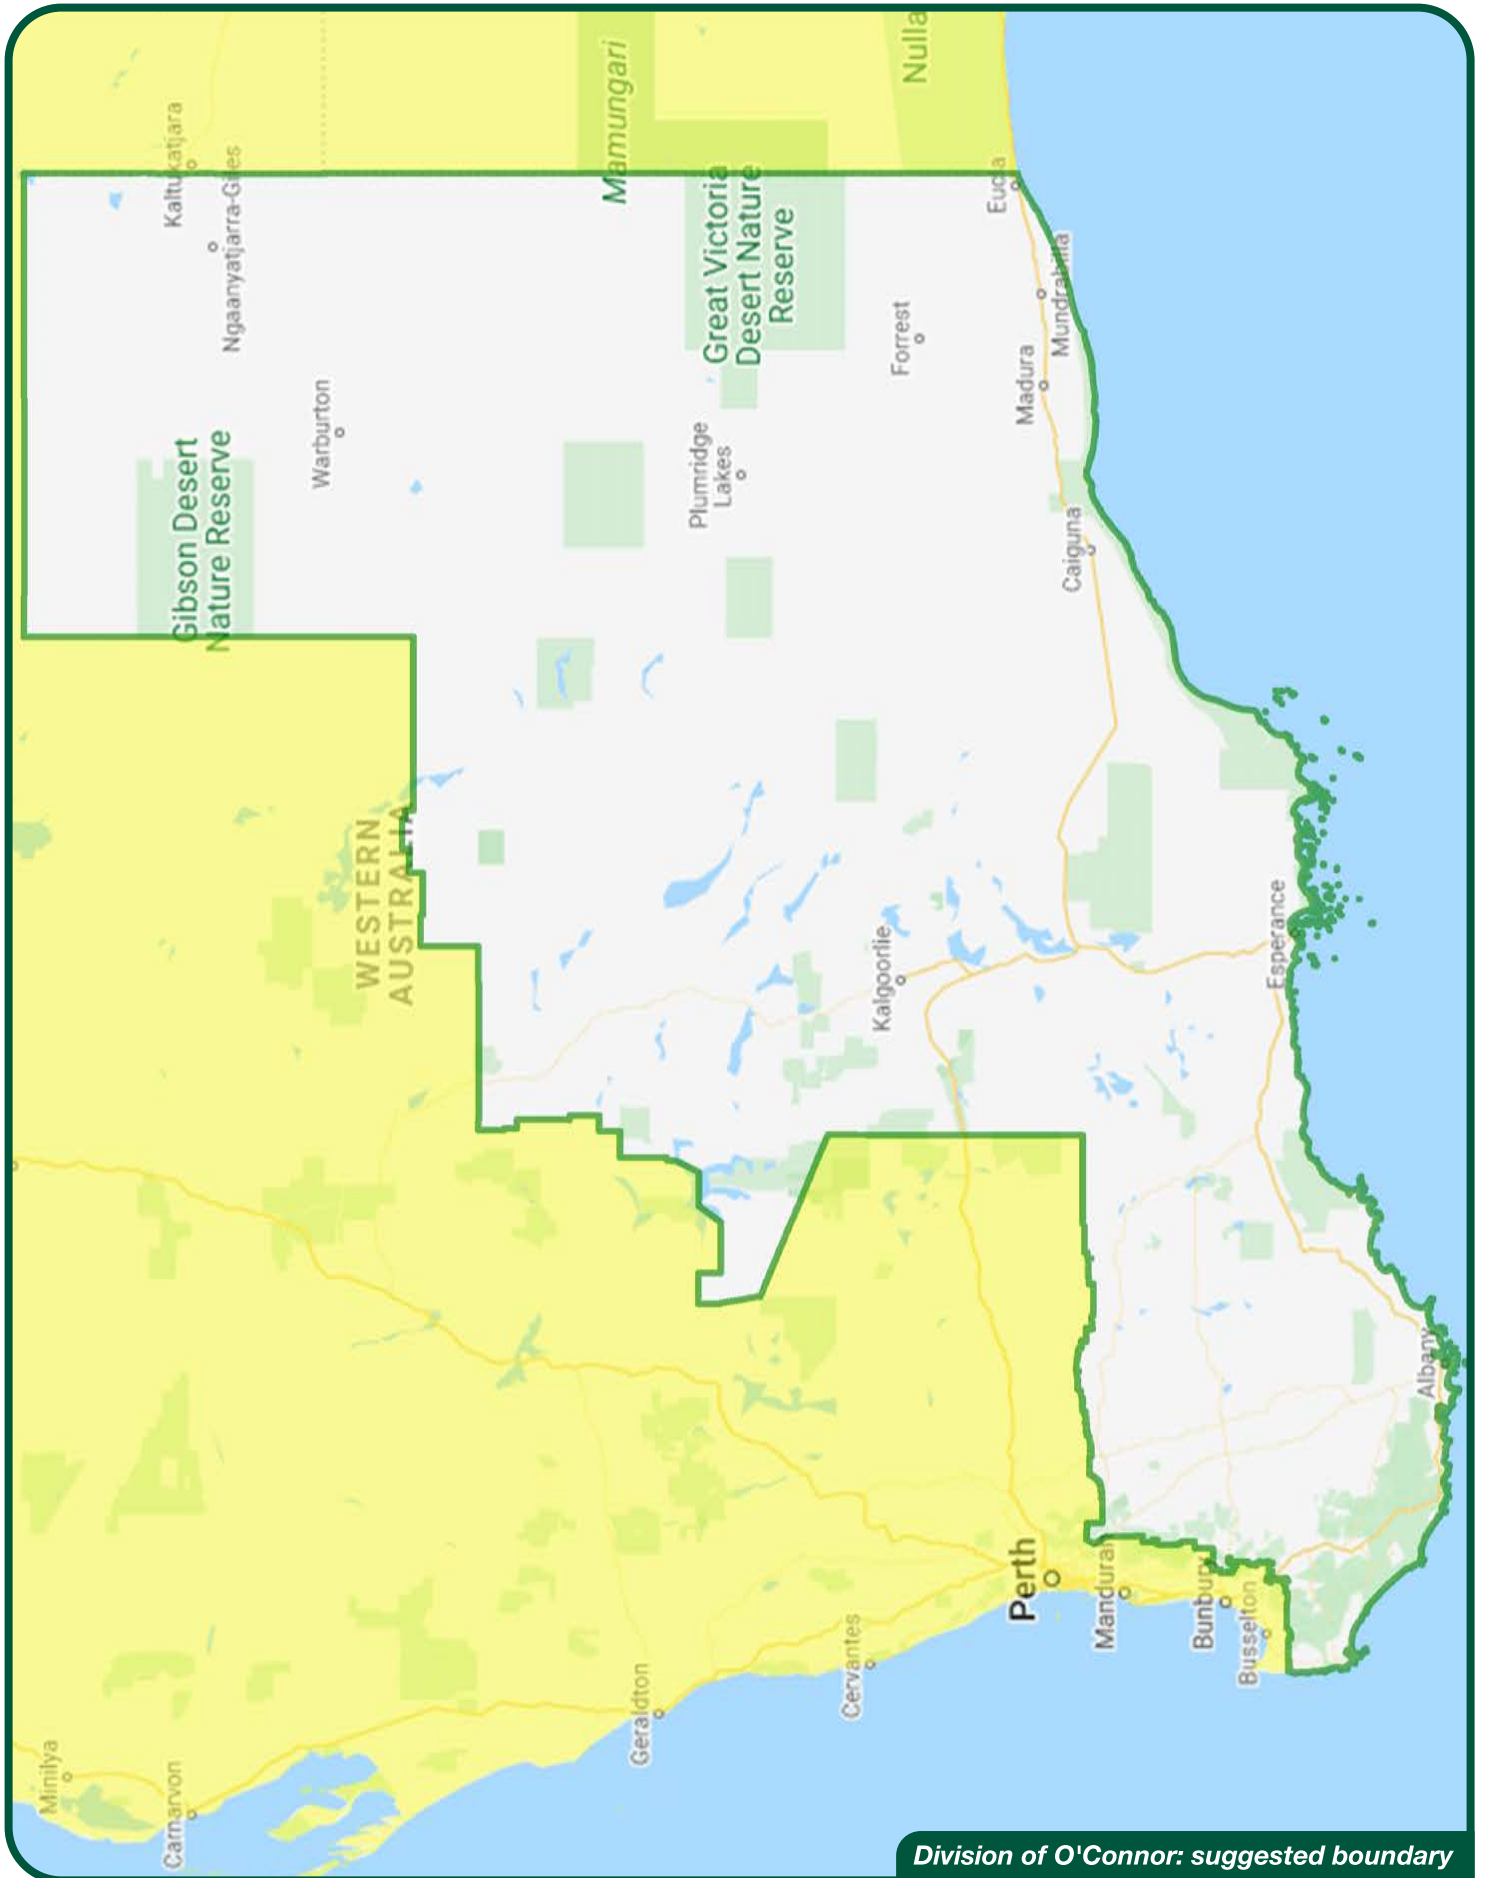 Minilya
Carnarvon
Geraldton
Cervantes
Perth
Mandurah
Bunbury
Busselton
Albany
Esperance
Kalgoorlie
WESTERN
AUSTRALIA
Gibson Desert
Nature Reserve
Warburton
Kaltukatjara
Ngaanyatjarra-Giles
Mamungari
Great Victoria
Desert Nature
Reserve
Plumridge
Lakes
Forrest
Nulla
Eucla
Mundrabilla
Madura
Caiguna
Division of O'Connor: suggested boundary